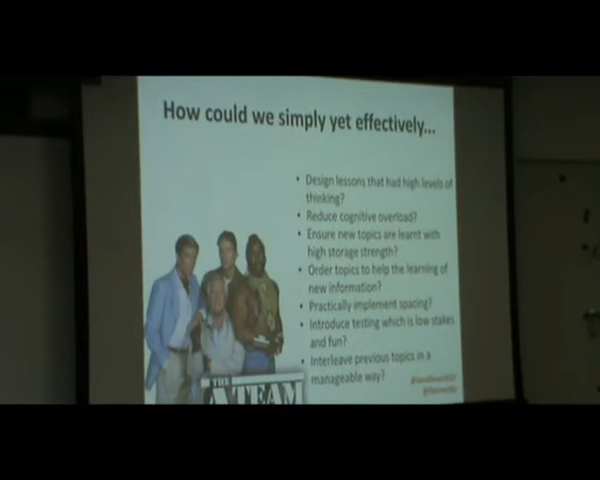 How could we simply yet effectively...
• Design lessons that had high levels of
thinking?
• Reduce cognitive overload?
• Ensure new topics are learnt with
high storage strength?
• Order topics to help the learning of
new information?
• Practically implement spacing?
• Introduce testing which is low stakes
and fun?
• Interleave previous topics in a
manageable way?
THE
A TEAM